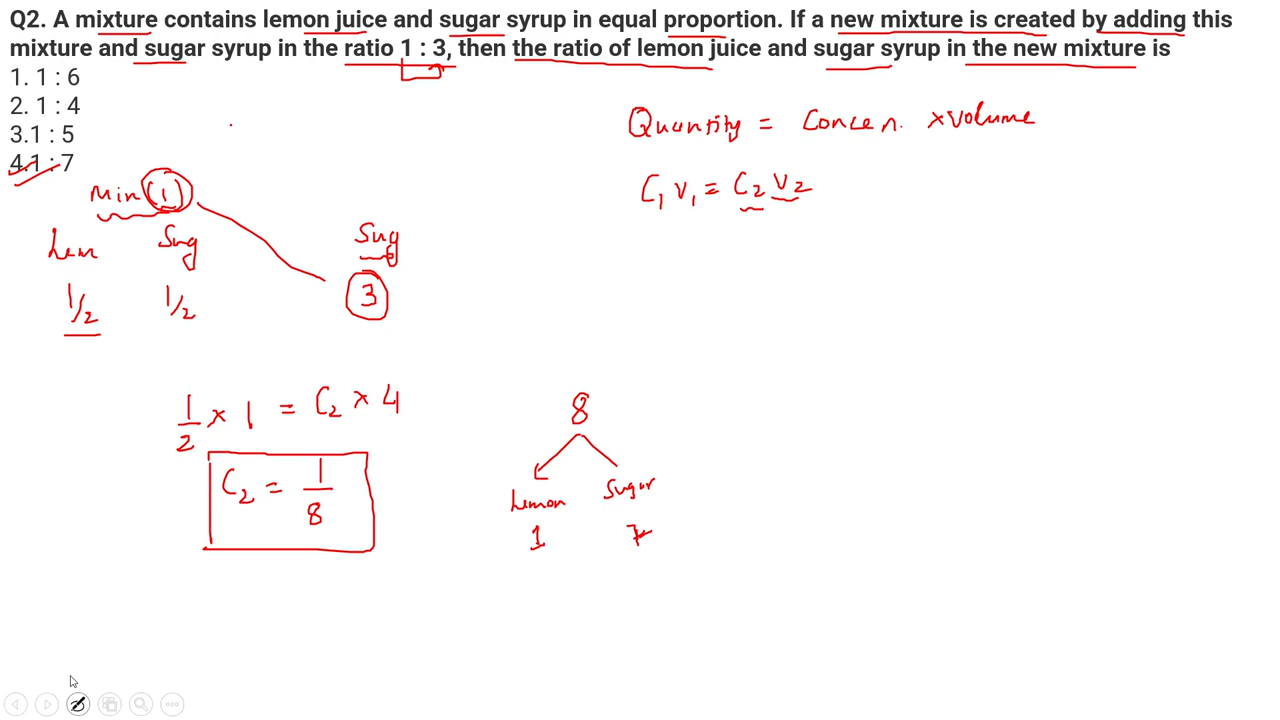 Q2. A mixture contains lemon juice and sugar syrup in equal proportion. If a new mixture is created by adding this
mixture and sugar syrup in the ratio 1 : 3, then the ratio of lemon juice and sugar syrup in the new mixture is
1. 1 : 6
2. 1 : 4
3.1 : 5
4.1 : 7
Quantity = Concen. x volume
C₁ V₁ = C₂ V₂
Mix (1)
Lem Sug Sug
1/2 1/2 3
1/2 × 1 = C₂ × 4
C₂ = 1/8
8
Lemon Sugar
1 7